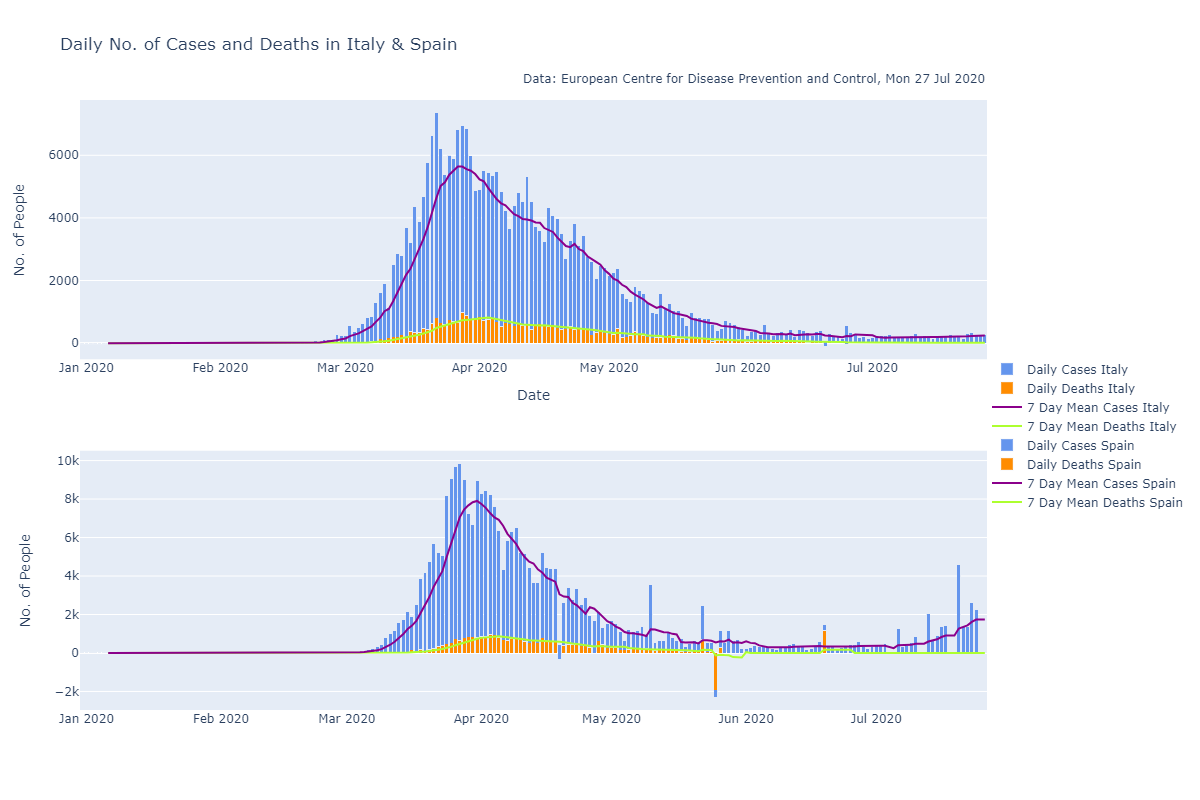 Daily No. of Cases and Deaths in Italy & Spain
Data: European Centre for Disease Prevention and Control, Mon 27 Jul 2020
No. of People
6000
4000
2000
0
Jan 2020 Feb 2020 Mar 2020 Apr 2020 May 2020 Jun 2020 Jul 2020
Date
Daily Cases Italy
Daily Deaths Italy
7 Day Mean Cases Italy
7 Day Mean Deaths Italy
Daily Cases Spain
Daily Deaths Spain
7 Day Mean Cases Spain
7 Day Mean Deaths Spain
No. of People
10k
8k
6k
4k
2k
0
−2k
Jan 2020 Feb 2020 Mar 2020 Apr 2020 May 2020 Jun 2020 Jul 2020